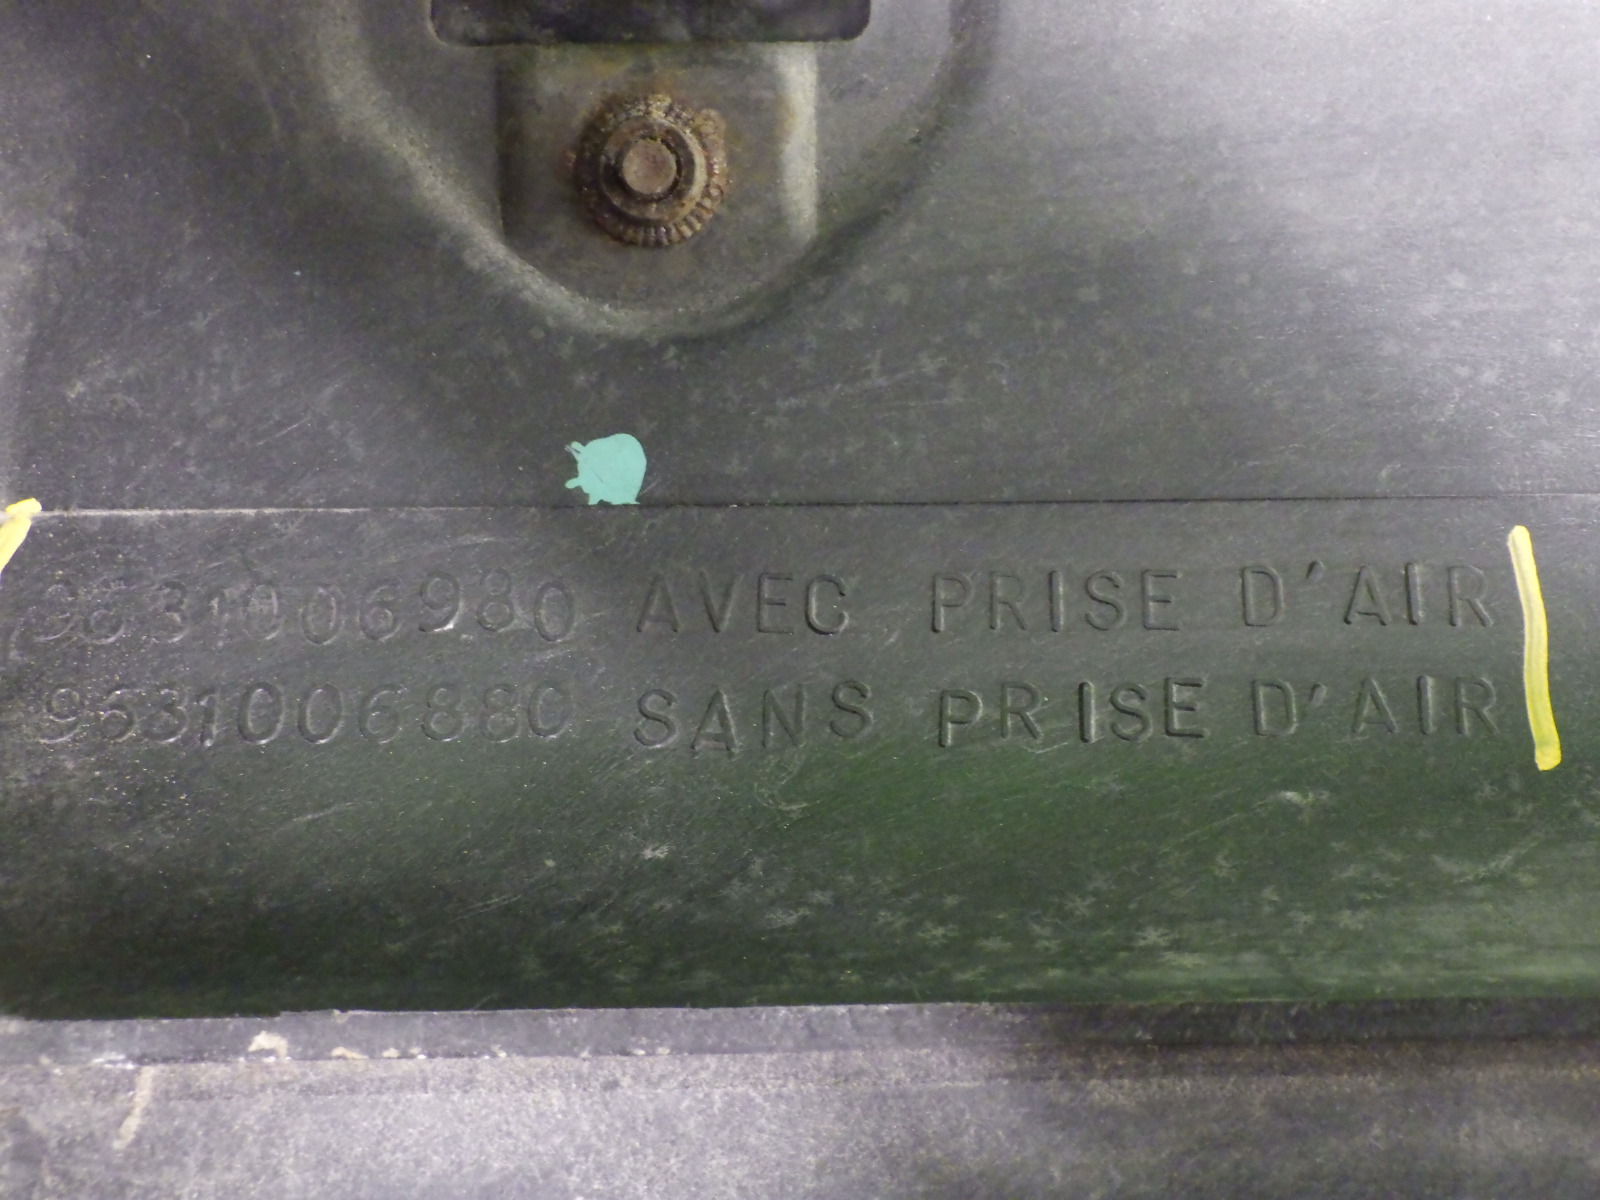 9631006980 AVEC PRISE D'AIR
9631006880 SANS PRISE D'AIR